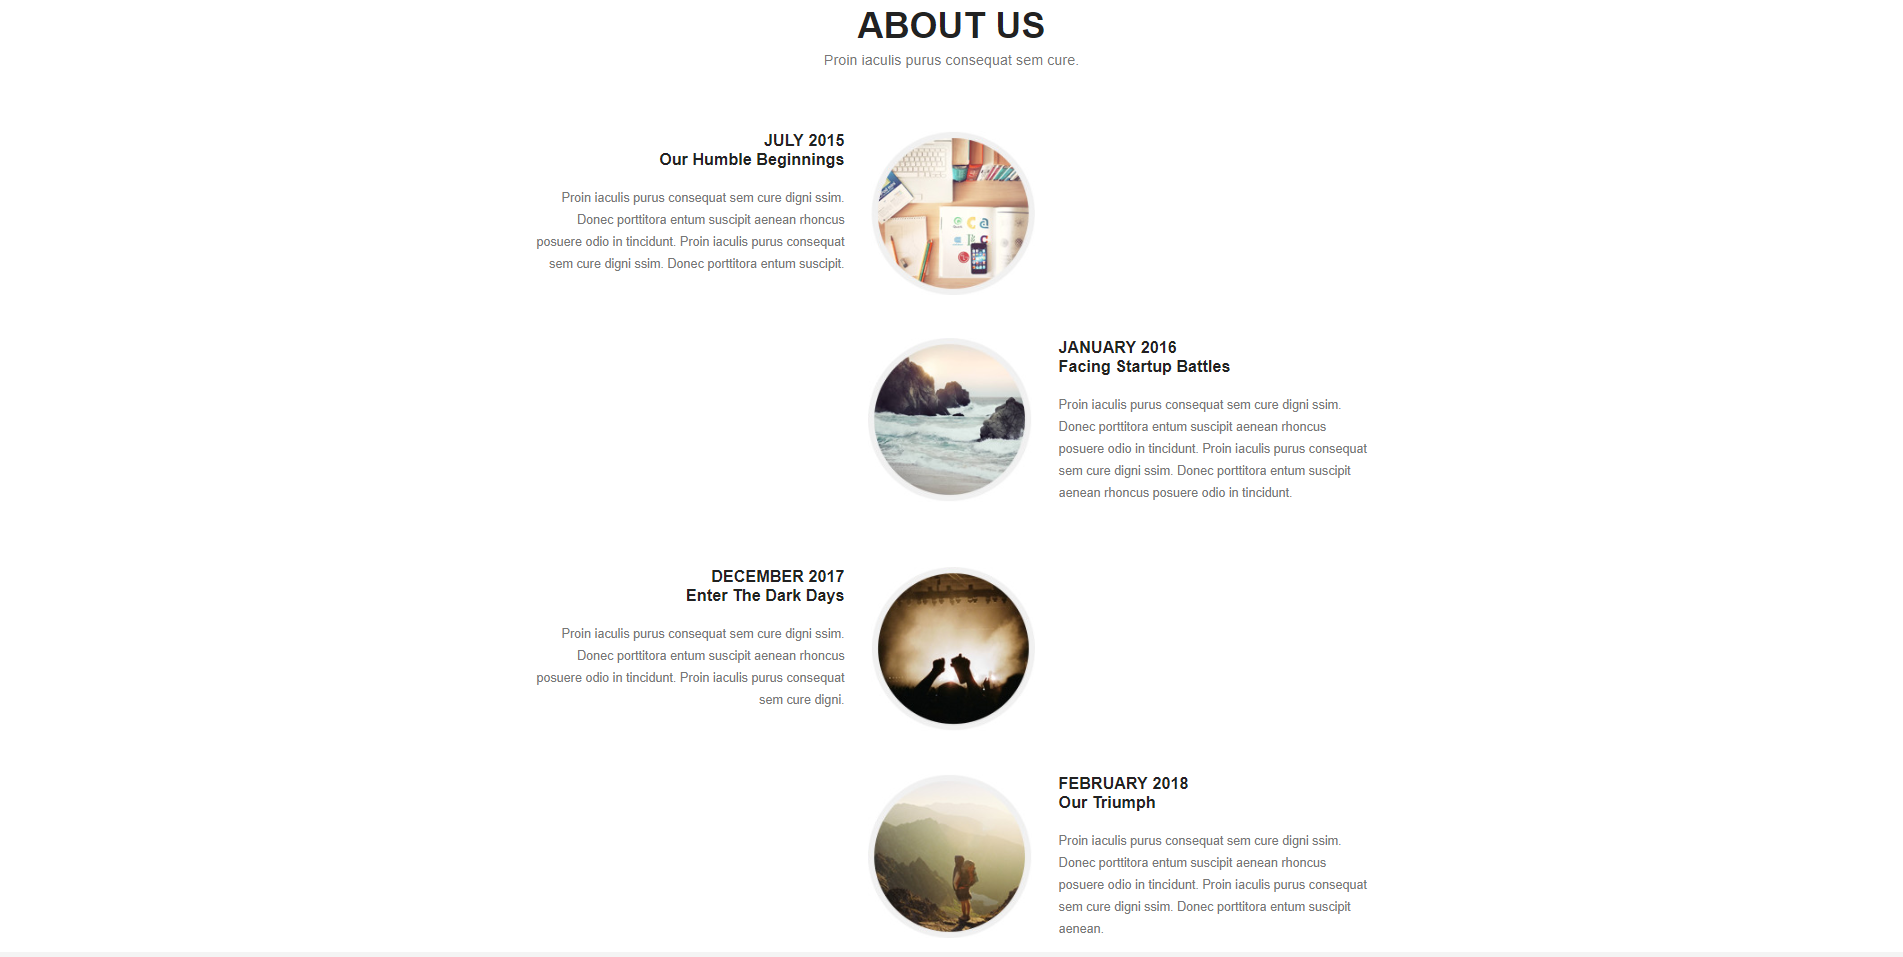 ABOUT US
Proin iaculis purus consequat sem cure.
JULY 2015
Our Humble Beginnings
Proin iaculis purus consequat sem cure digni ssim.
Donec porttitora entum suscipit aenean rhoncus
posuere odio in tincidunt. Proin iaculis purus consequat
sem cure digni ssim. Donec porttitora entum suscipit.
JANUARY 2016
Facing Startup Battles
Proin iaculis purus consequat sem cure digni ssim.
Donec porttitora entum suscipit aenean rhoncus
posuere odio in tincidunt. Proin iaculis purus consequat
sem cure digni ssim. Donec porttitora entum suscipit
aenean rhoncus posuere odio in tincidunt.
DECEMBER 2017
Enter The Dark Days
Proin iaculis purus consequat sem cure digni ssim.
Donec porttitora entum suscipit aenean rhoncus
posuere odio in tincidunt. Proin iaculis purus consequat
sem cure digni.
FEBRUARY 2018
Our Triumph
Proin iaculis purus consequat sem cure digni ssim.
Donec porttitora entum suscipit aenean rhoncus
posuere odio in tincidunt. Proin iaculis purus consequat
sem cure digni ssim. Donec porttitora entum suscipit
aenean.